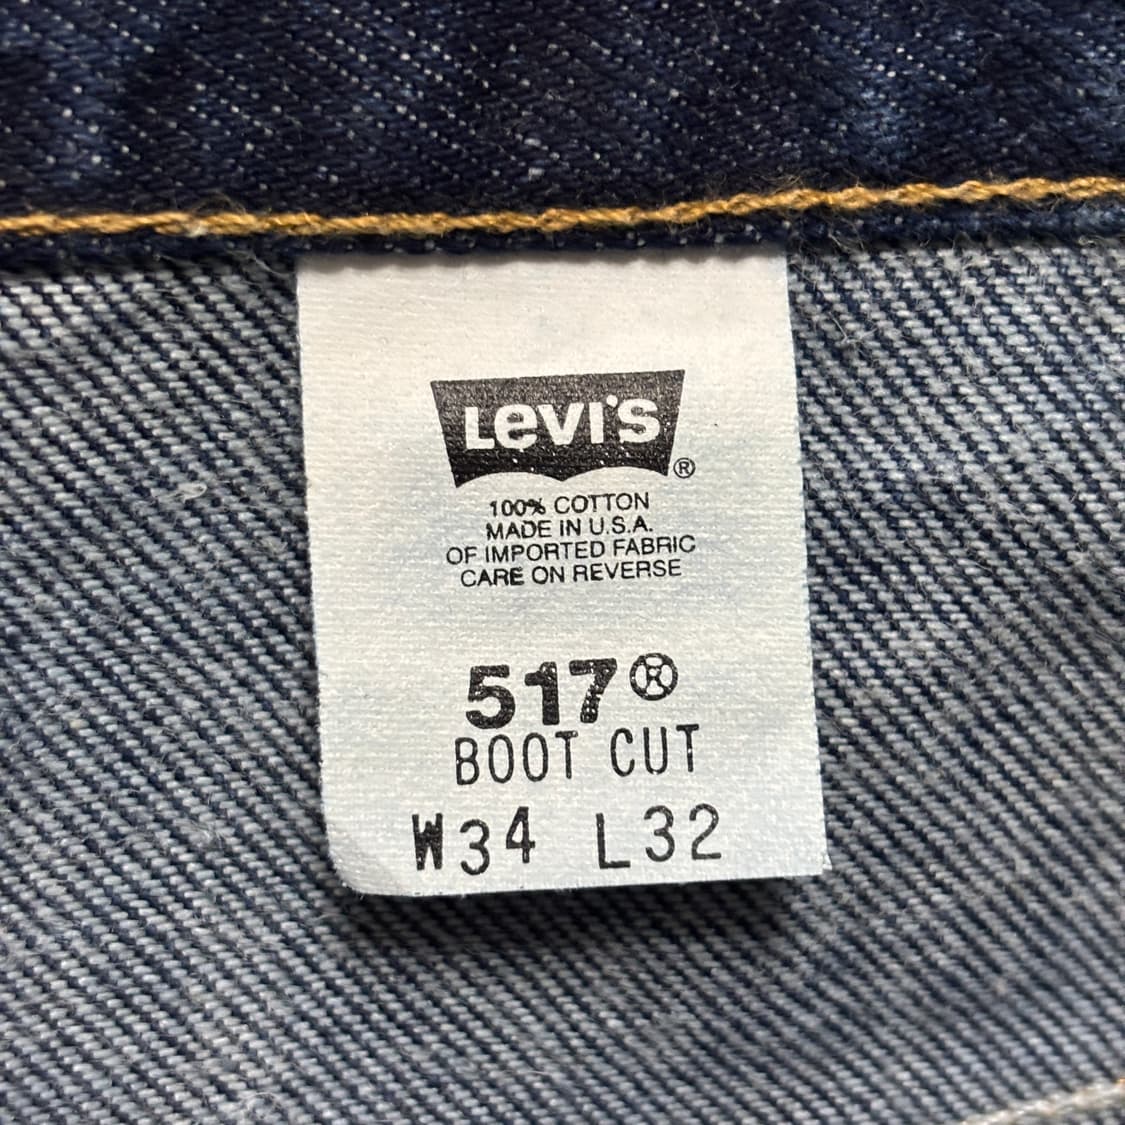 LEVI'S ®
100% COTTON
MADE IN U.S.A.
OF IMPORTED FABRIC
CARE ON REVERSE
517®
BOOT CUT
W34 L32